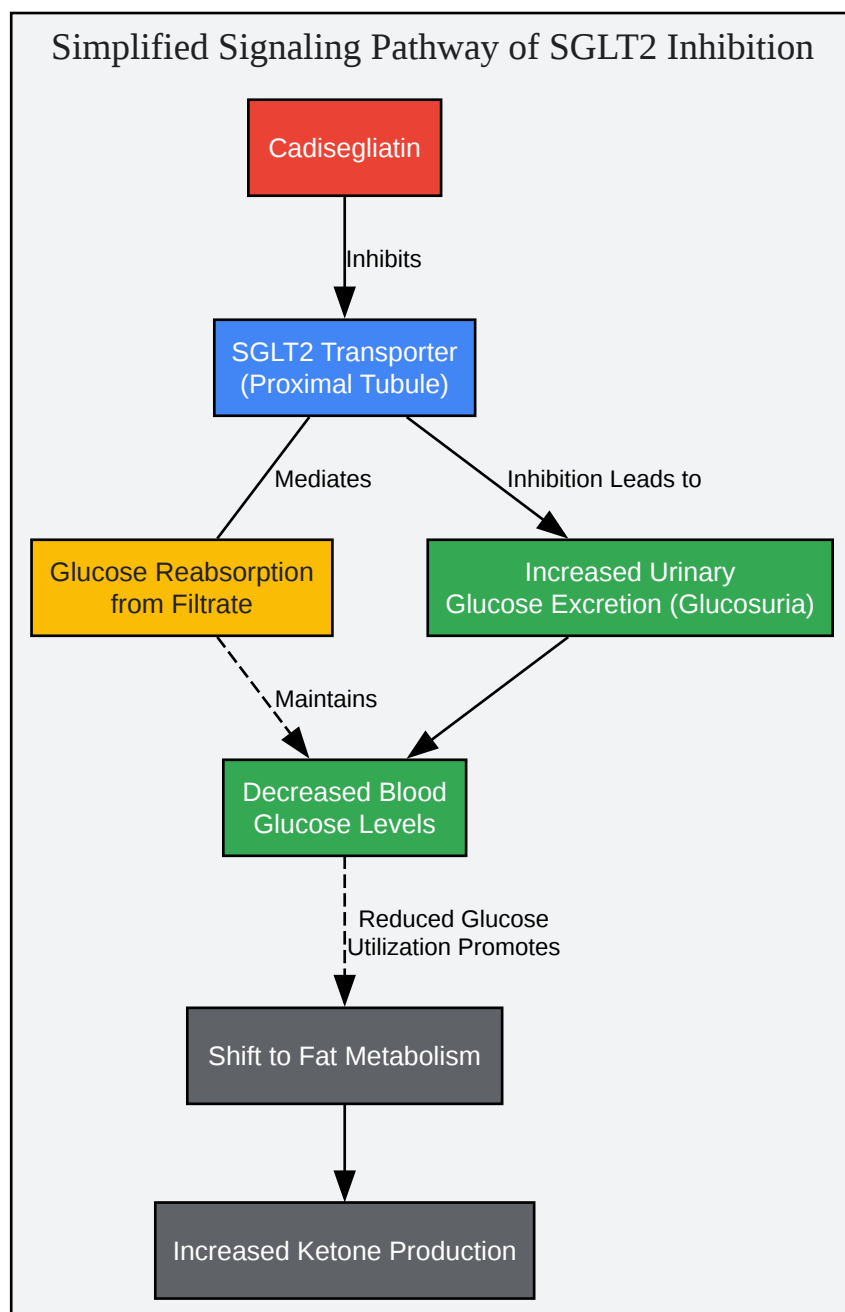 Simplified Signaling Pathway of SGLT2 Inhibition
Cadisegliatin
Inhibits
SGLT2 Transporter
(Proximal Tubule)
Mediates
Inhibition Leads to
Glucose Reabsorption
from Filtrate
Increased Urinary
Glucose Excretion (Glucosuria)
Maintains
Decreased Blood
Glucose Levels
Reduced Glucose
Utilization Promotes
Shift to Fat Metabolism
Increased Ketone Production